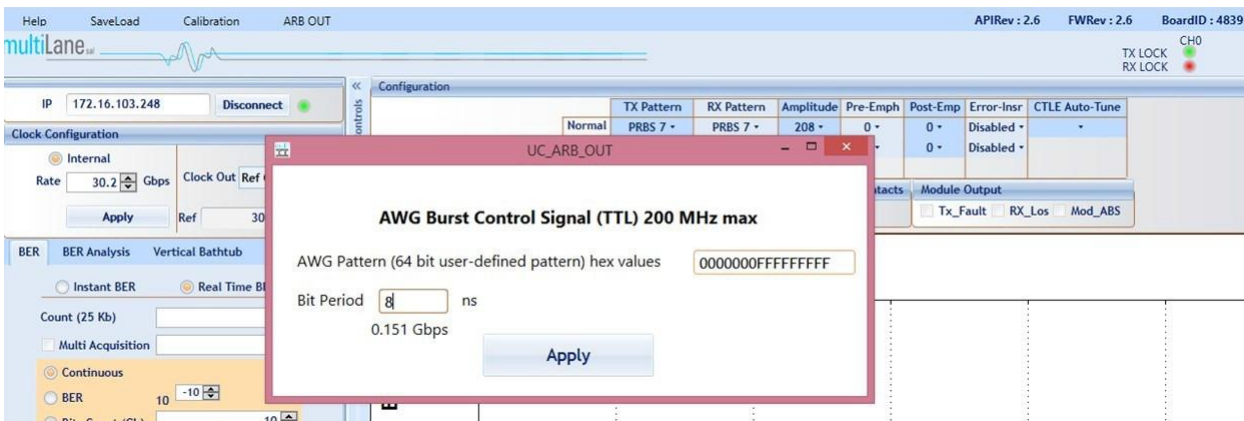 Help SaveLoad Calibration ARB OUT APIRev : 2.6 FWRev : 2.6 BoardID : 4839
multiLane sal
CH0
TX LOCK
RX LOCK
IP 172.16.103.248 Disconnect
Clock Configuration
Internal
Rate 30.2 Gbps Clock Out Ref
Apply Ref 30
BER BER Analysis Vertical Bathtub
Instant BER Real Time
Count (25 Kb)
Multi Acquisition
Continuous
BER 10 -10
10
Configuration
TX Pattern RX Pattern Amplitude Pre-Emph Post-Emp Error-Insr CTLE Auto-Tune
Normal PRBS 7 PRBS 7 208 0 0 Disabled
0 Disabled
Module Output
Tx_Fault RX_Los Mod_ABS
UC_ARB_OUT
AWG Burst Control Signal (TTL) 200 MHz max
AWG Pattern (64 bit user-defined pattern) hex values 0000000FFFFFFFFF
Bit Period 8 ns
0.151 Gbps
Apply